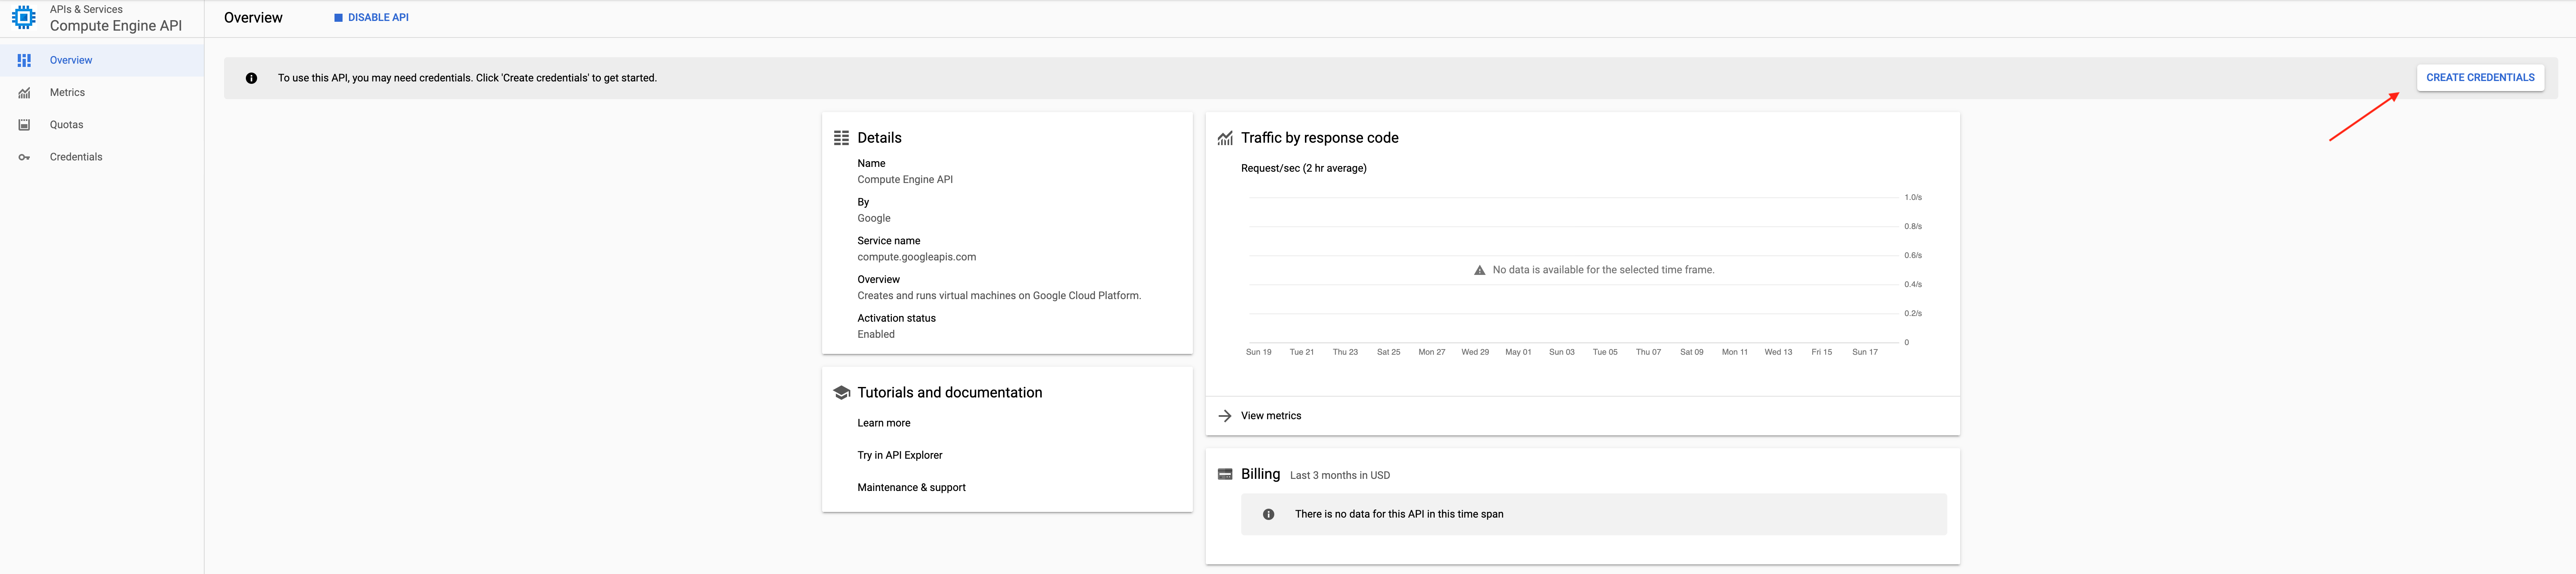 APIs & Services
Compute Engine API
Overview
DISABLE API
Overview
Metrics
Quotas
Credentials
To use this API, you may need credentials. Click 'Create credentials' to get started.
CREATE CREDENTIALS
Details
Name
Compute Engine API
By
Google
Service name
compute.googleapis.com
Overview
Creates and runs virtual machines on Google Cloud Platform.
Activation status
Enabled
Tutorials and documentation
Learn more
Try in API Explorer
Maintenance & support
Traffic by response code
Request/sec (2 hr average)
1.0/s
0.8/s
0.6/s
No data is available for the selected time frame.
0.4/s
0.2/s
0
Sun 19 Tue 21 Thu 23 Sat 25 Mon 27 Wed 29 May 01 Sun 03 Tue 05 Thu 07 Sat 09 Mon 11 Wed 13 Fri 15 Sun 17
View metrics
Billing Last 3 months in USD
There is no data for this API in this time span